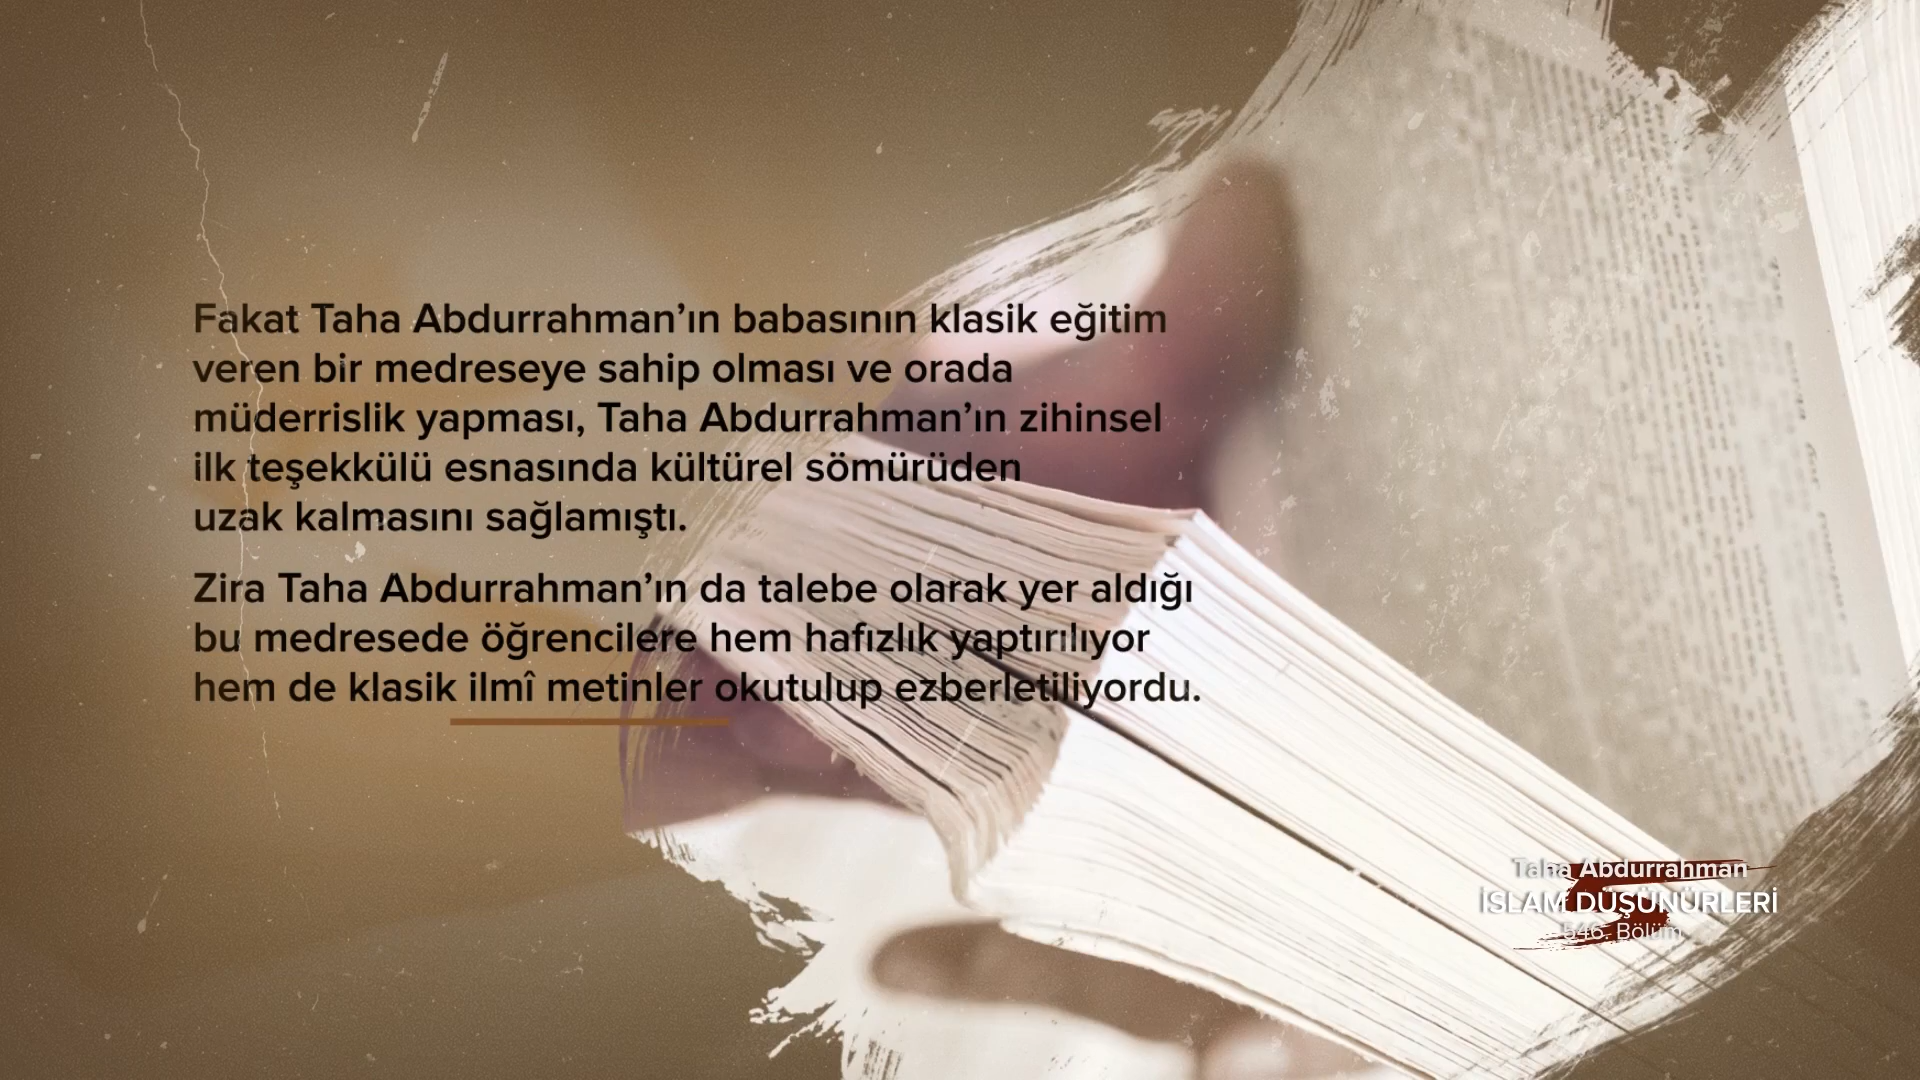 Fakat Taha Abdurrahman’ın babasının klasik eğitim
veren bir medreseye sahip olması ve orada
müderrislik yapması, Taha Abdurrahman’ın zihinsel
ilk teşekkülü esnasında kültürel sömürüden
uzak kalmasını sağlamıştı.
Zira Taha Abdurrahman’ın da talebe olarak yer aldığı
bu medresede öğrencilere hem hafızlık yaptırılıyor
hem de klasik ilmî metinler okutulup ezberletiliyordu.
Taha Abdurrahman
İSLAM DÜŞÜNÜRLERİ
546. Bölüm